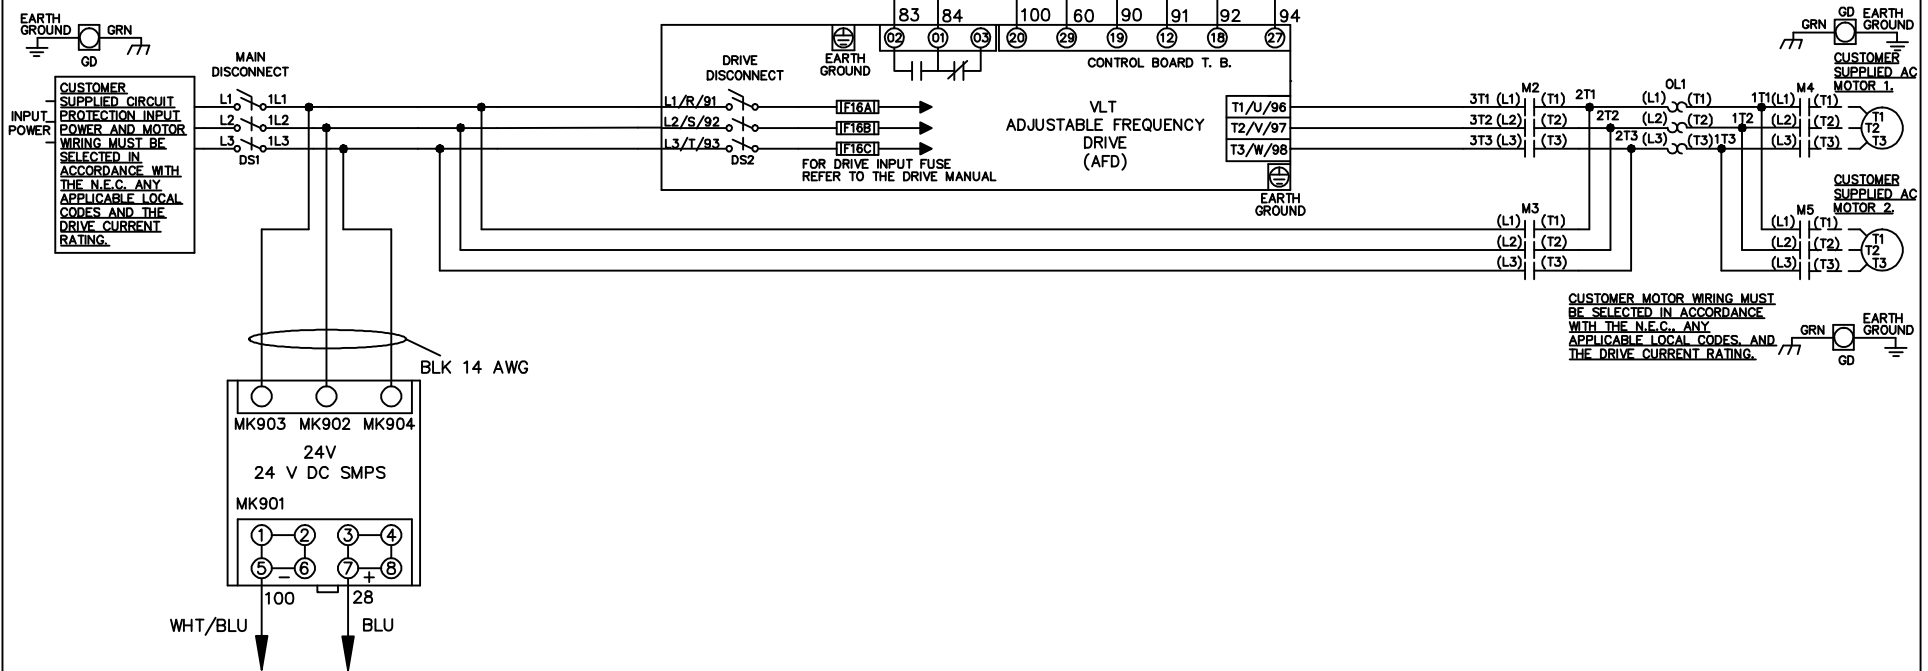 83 84 100 60 90 91 92 94
02 01 03 20 29 19 12 18 27
EARTH
GROUND
GRN
GD
EARTH
GROUND
CONTROL BOARD T. B.
GD EARTH
GRN GROUND
MAIN
DISCONNECT
DRIVE
DISCONNECT
INPUT
POWER
CUSTOMER
SUPPLIED CIRCUIT
PROTECTION INPUT
POWER AND MOTOR
WIRING MUST BE
SELECTED IN
ACCORDANCE WITH
THE N.E.C. ANY
APPLICABLE LOCAL
CODES AND THE
DRIVE CURRENT
RATING.
L1 1L1
L2 1L2
L3 1L3
DS1
L1/R/91
L2/S/92
L3/T/93
DS2
F16A
F16B
F16C
FOR DRIVE INPUT FUSE
REFER TO THE DRIVE MANUAL
VLT
ADJUSTABLE FREQUENCY
DRIVE
(AFD)
T1/U/96
T2/V/97
T3/W/98
EARTH
GROUND
M2
3T1 (L1) (T1) 2T1
3T2 (L2) (T2) 2T2
3T3 (L3) (T3) 2T3
OL1
(L1) (T1) 1T1
(L2) (T2) 1T2
(L3) (T3) 1T3
CUSTOMER
SUPPLIED AC
MOTOR 1.
M4
(L1) (T1) T1
(L2) (T2) T2
(L3) (T3) T3
M3
(L1) (T1)
(L2) (T2)
(L3) (T3)
CUSTOMER
SUPPLIED AC
MOTOR 2.
M5
(L1) (T1) T1
(L2) (T2) T2
(L3) (T3) T3
CUSTOMER MOTOR WIRING MUST
BE SELECTED IN ACCORDANCE
WITH THE N.E.C., ANY
APPLICABLE LOCAL CODES, AND
THE DRIVE CURRENT RATING.
EARTH
GRN GROUND
GD
BLK 14 AWG
MK903 MK902 MK904
24V
24 V DC SMPS
MK901
1 2 3 4
5 6 7 8
− +
100 28
WHT/BLU BLU